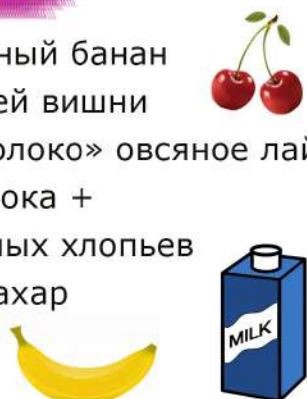 ный банан
ей вишни
олоко» овсяное лай
ока +
ных хлопьев
ахар
MILK